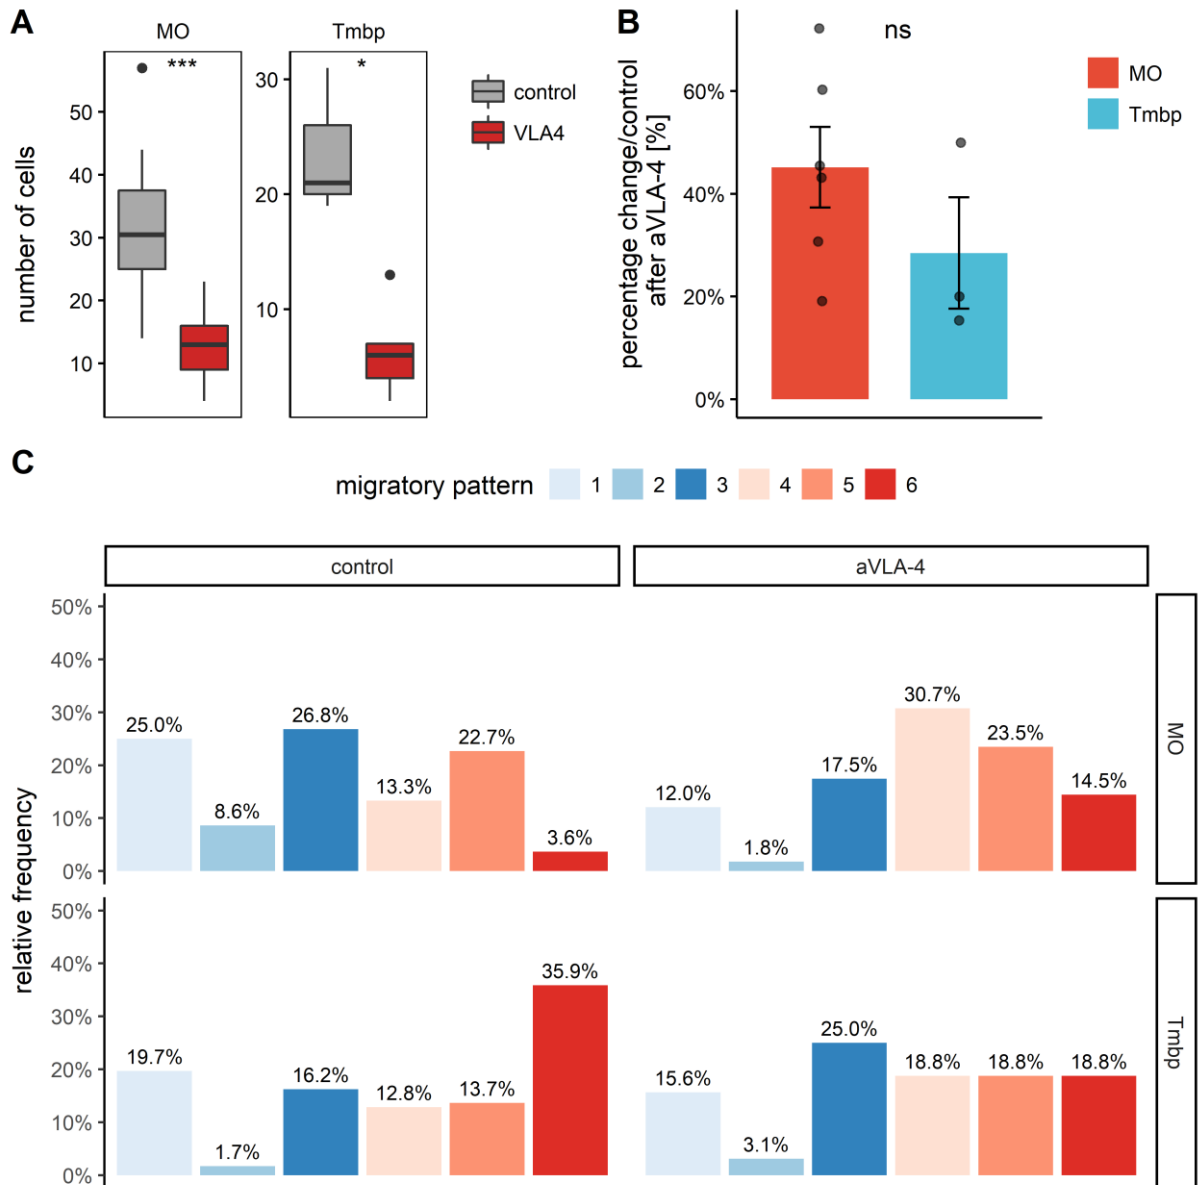 A
MO
Tmbp
***
*
number of cells
50
40
30
20
10
30
20
10
control
VLA4
B
ns
percentage change/control
after aVLA-4 [%]
60%
40%
20%
0%
MO
Tmbp
C
migratory pattern 1 2 3 4 5 6
control
aVLA-4
relative frequency
50%
40%
30%
20%
10%
0%
25.0%
8.6%
26.8%
13.3%
22.7%
3.6%
12.0%
1.8%
17.5%
30.7%
23.5%
14.5%
MO
50%
40%
30%
20%
10%
0%
19.7%
1.7%
16.2%
12.8%
13.7%
35.9%
15.6%
3.1%
25.0%
18.8%
18.8%
18.8%
Tmbp